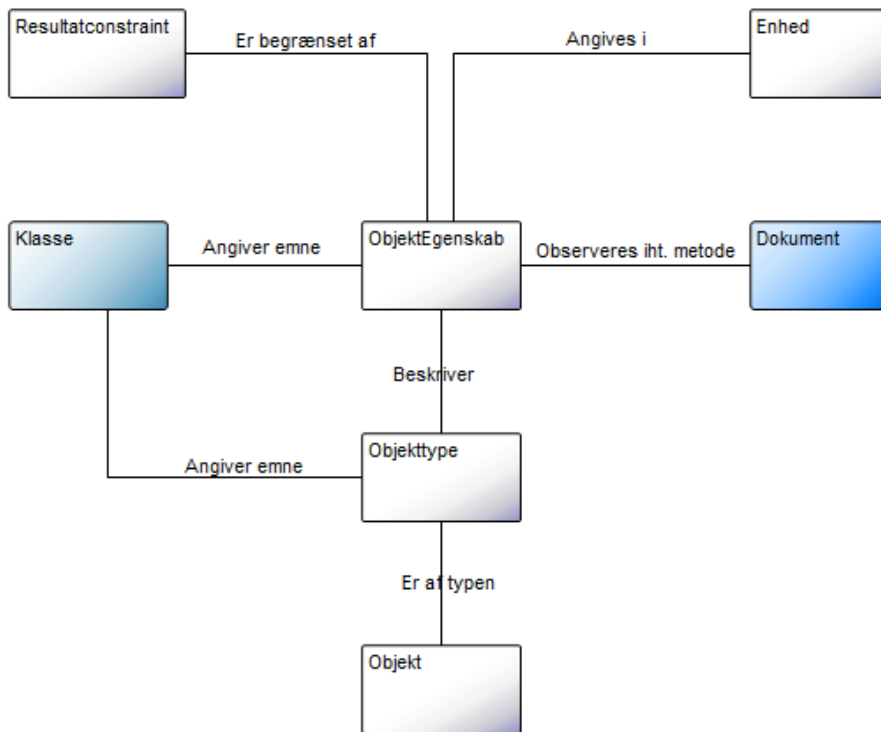 Resultatconstraint
Er begrænset af
Angives i
Enhed
Klasse
Angiver emne
ObjektEgenskab
Observeres iht. metode
Dokument
Beskriver
Objekttype
Angiver emne
Er af typen
Objekt